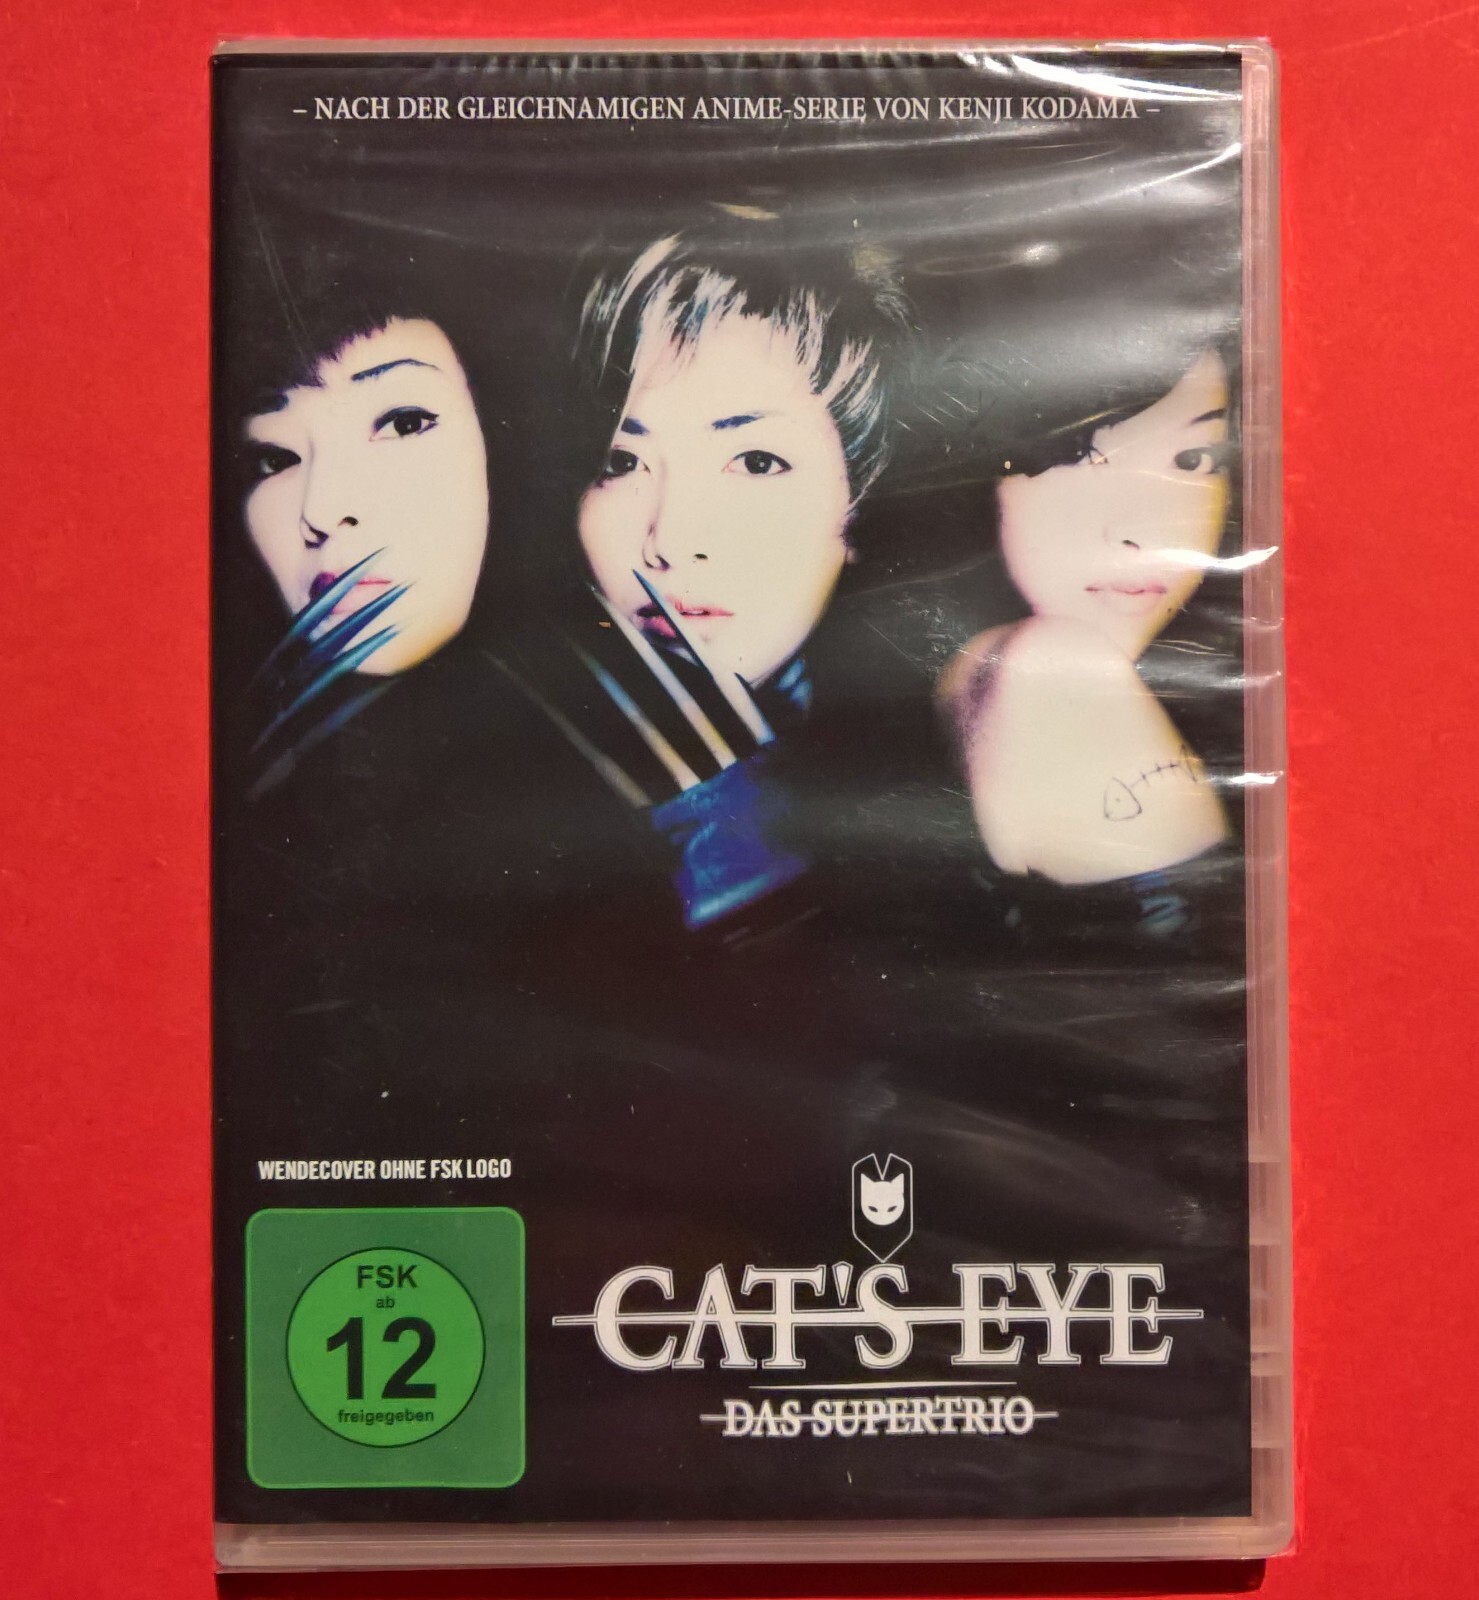 – NACH DER GLEICHNAMIGEN ANIME-SERIE VON KENJI KODAMA –
WENDECOVER OHNE FSK LOGO
FSK
ab
12
freigegeben
CAT'S EYE
DAS SUPERTRIO